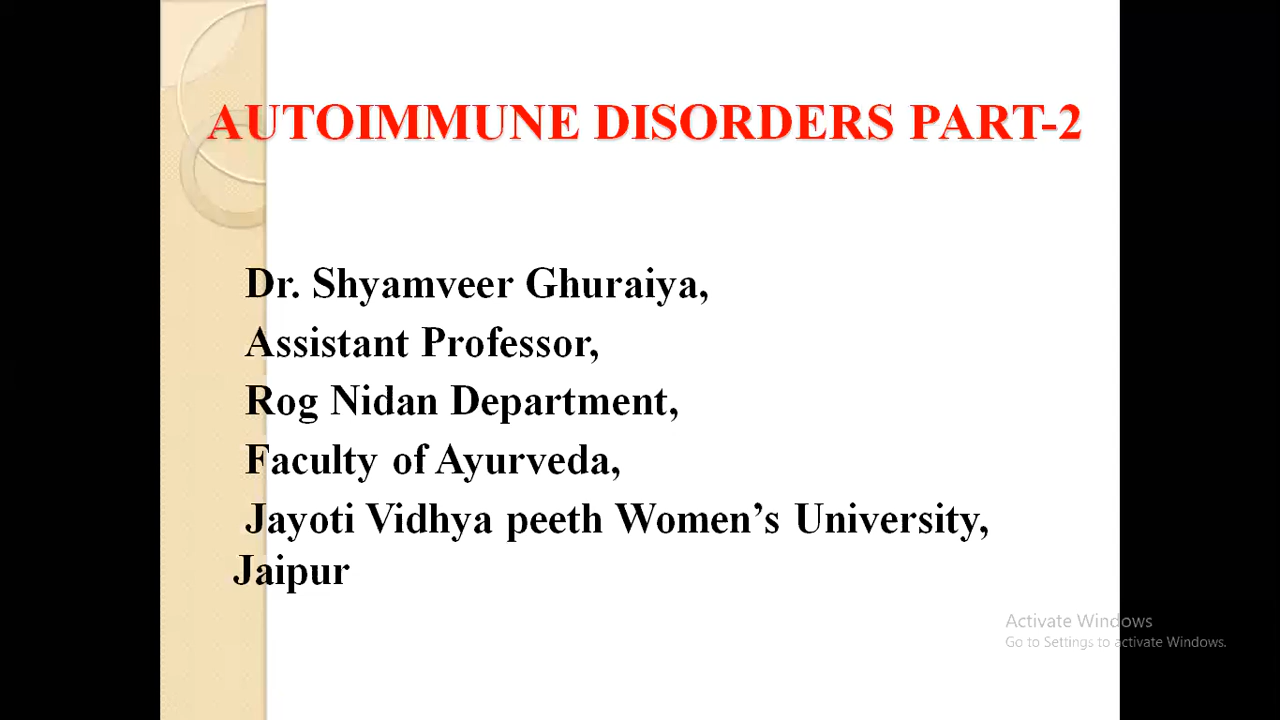 AUTOIMMUNE DISORDERS PART-2
Dr. Shyamveer Ghuraiya,
Assistant Professor,
Rog Nidan Department,
Faculty of Ayurveda,
Jayoti Vidhya peeth Women’s University,
Jaipur
Activate Windows
Go to Settings to activate Windows.